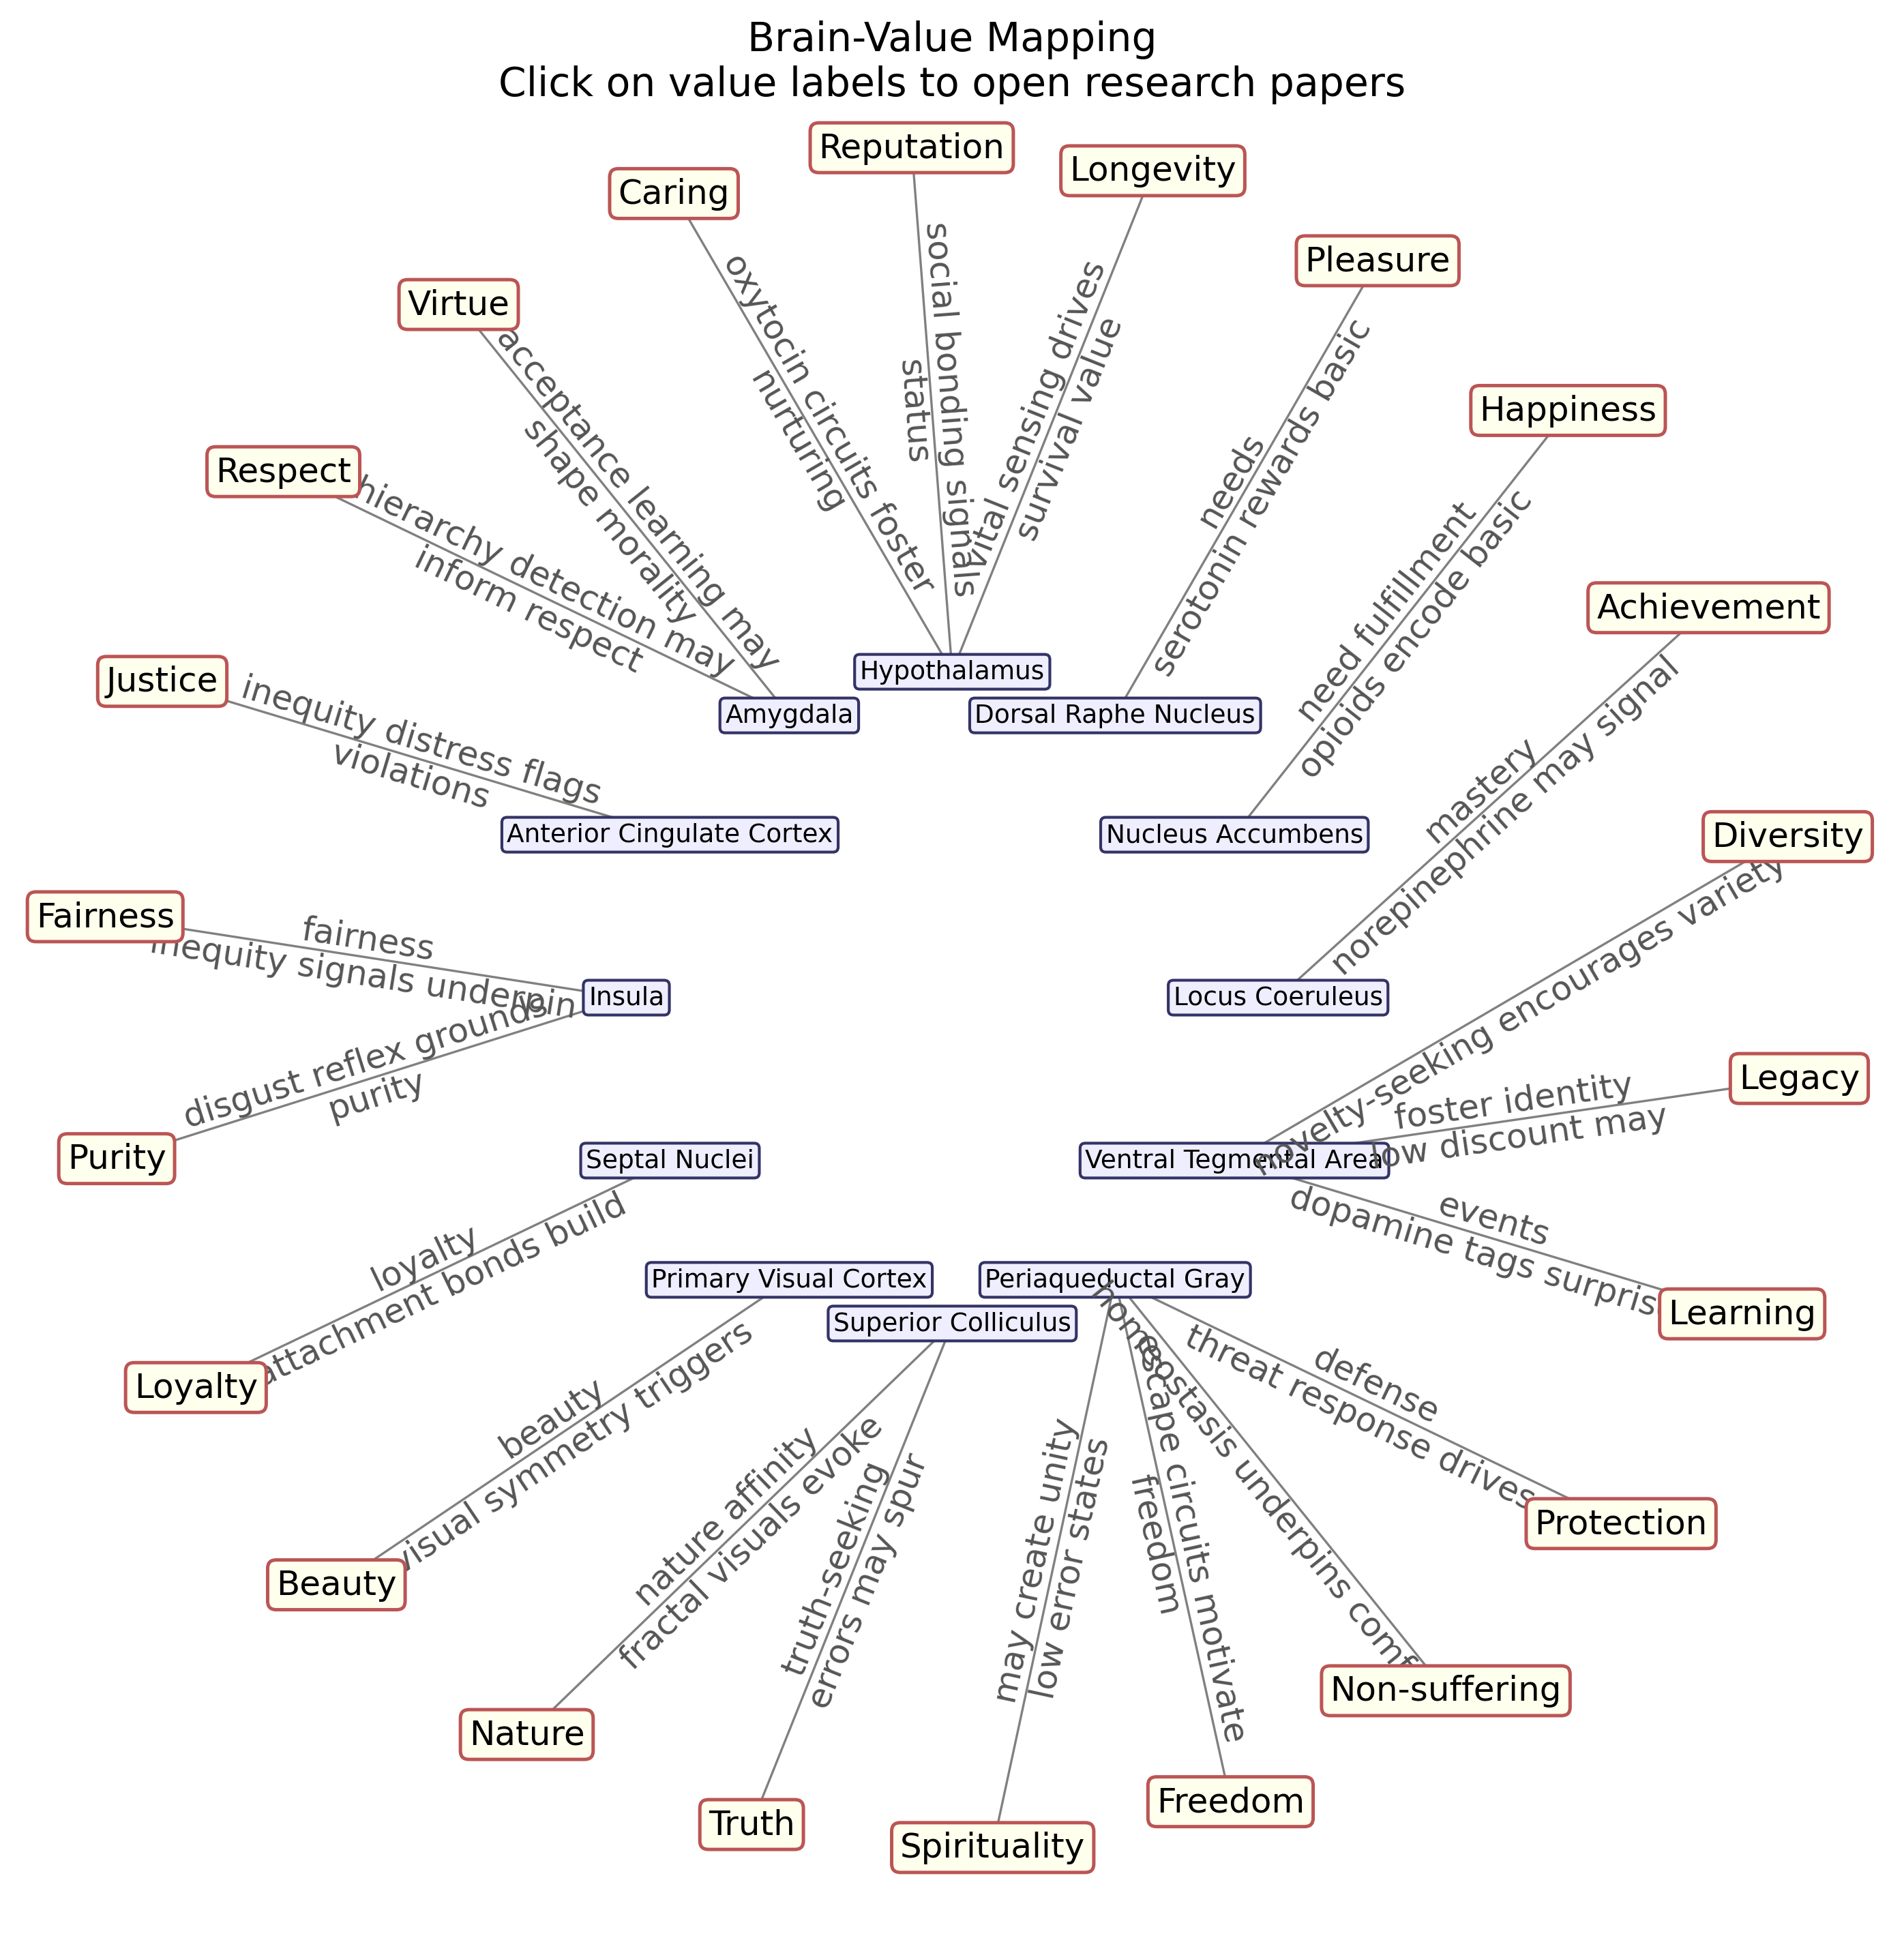 Brain-Value Mapping
Click on value labels to open research papers
Reputation
Longevity
Caring
Pleasure
Virtue
Happiness
Respect
Achievement
Justice
Diversity
Fairness
Legacy
Purity
Learning
Loyalty
Protection
Beauty
Non-suffering
Nature
Freedom
Truth
Spirituality
Hypothalamus
Amygdala
Dorsal Raphe Nucleus
Anterior Cingulate Cortex
Nucleus Accumbens
Insula
Locus Coeruleus
Septal Nuclei
Ventral Tegmental Area
Primary Visual Cortex
Periaqueductal Gray
Superior Colliculus
social bonding signals
status
vital sensing drives
survival value
oxytocin circuits foster
nurturing
needs
serotonin rewards basic
acceptance learning may
shape morality
need fulfillment
opioids encode basic
hierarchy detection may
inform respect
mastery
norepinephrine may signal
inequity distress flags
violations
novelty-seeking encourages variety
fairness
inequity signals underpin
foster identity
low discount may
disgust reflex grounds
purity
events
dopamine tags
loyalty
attachment bonds build
defense
threat response drives
beauty
visual symmetry triggers
homeostasis underpins
nature affinity
fractal visuals evoke
escape circuits motivate
freedom
truth-seeking
errors may spur
may create unity
low error states